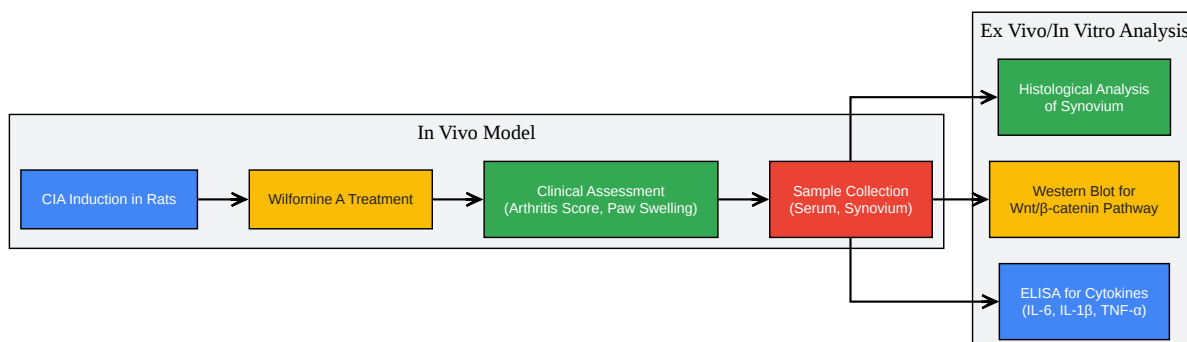 Ex Vivo/In Vitro Analysis
Histological Analysis
of Synovium
In Vivo Model
CIA Induction in Rats
Wilfornine A Treatment
Clinical Assessment
(Arthritis Score, Paw Swelling)
Sample Collection
(Serum, Synovium)
Western Blot for
Wnt/β-catenin Pathway
ELISA for Cytokines
(IL-6, IL-1β, TNF-α)